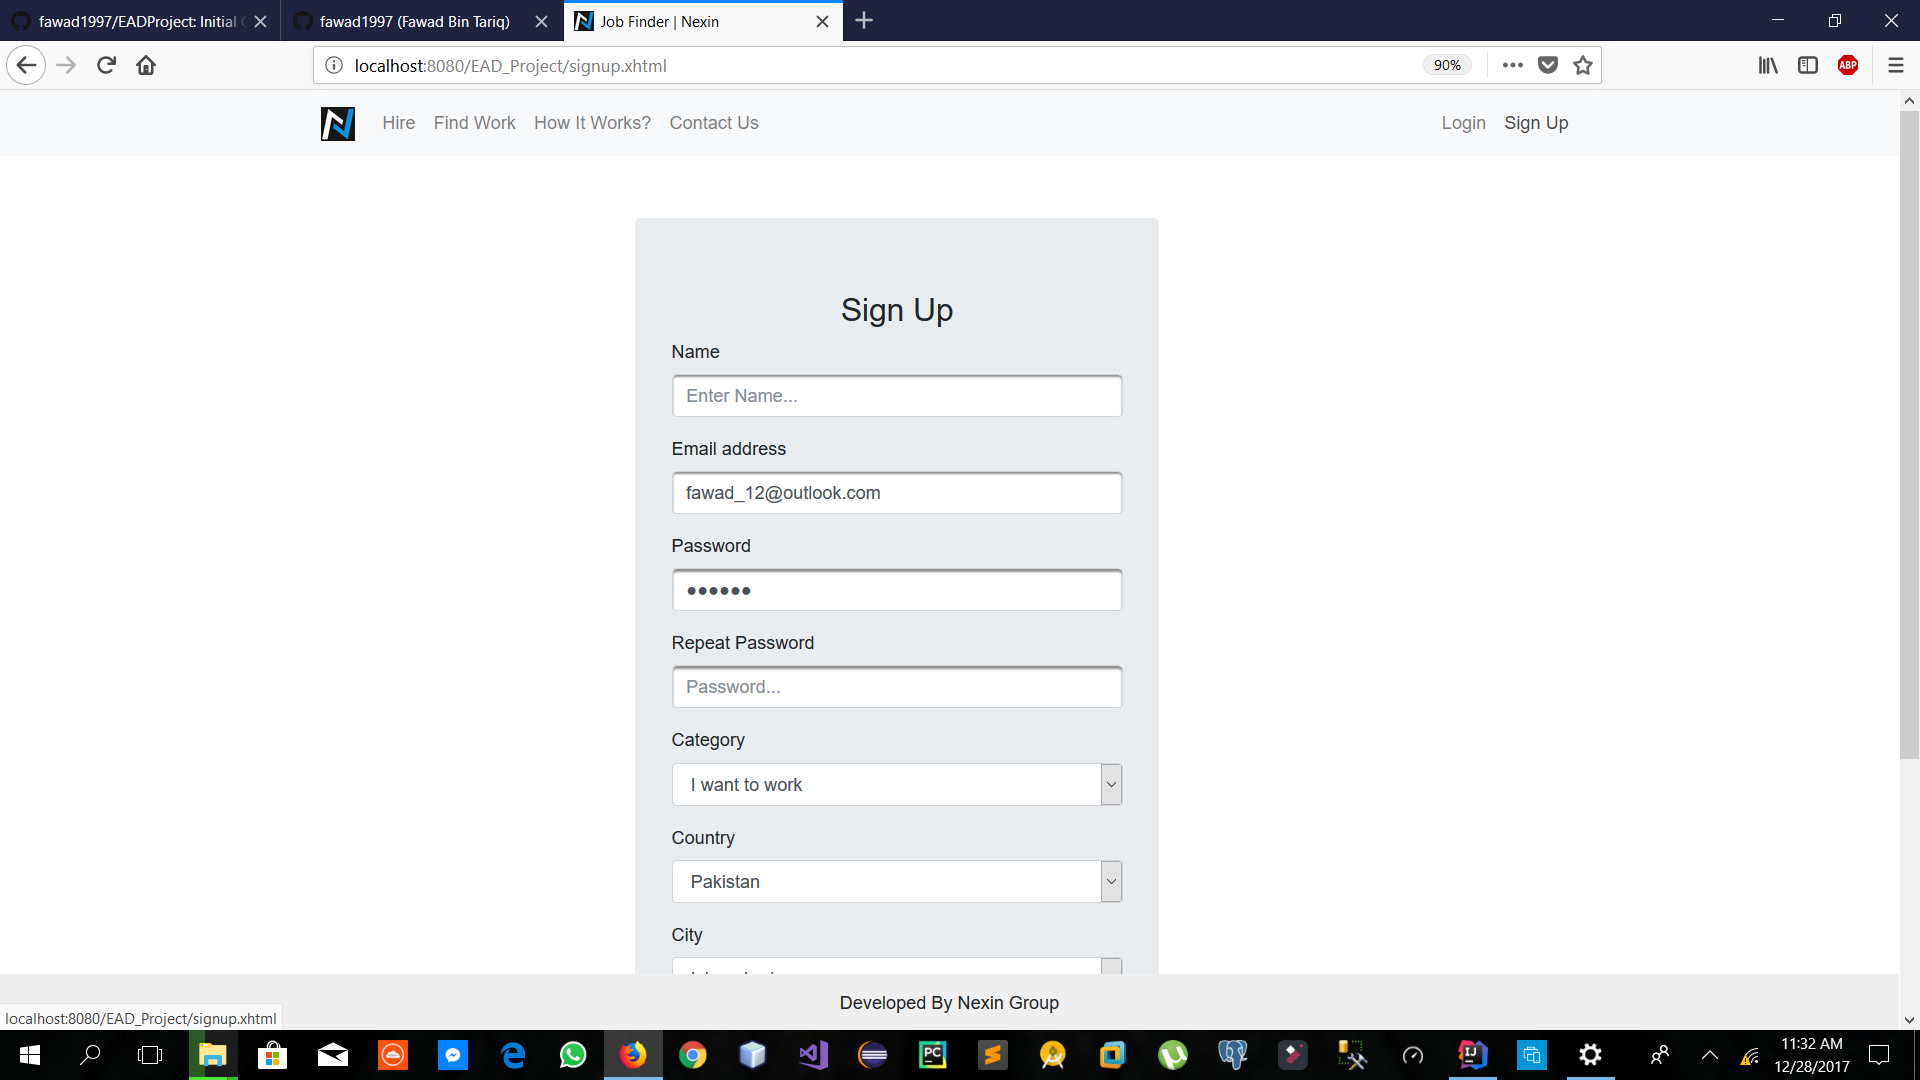 fawad1997/EADProject: Initial
fawad1997 (Fawad Bin Tariq)
Job Finder | Nexin
localhost:8080/EAD_Project/signup.xhtml
90%
ABP
Hire
Find Work
How It Works?
Contact Us
Login
Sign Up
Sign Up
Name
Enter Name...
Email address
fawad_12@outlook.com
Password
••••••
Repeat Password
Password...
Category
I want to work
Country
Pakistan
City
Developed By Nexin Group
localhost:8080/EAD_Project/signup.xhtml
PC
IJ
11:32 AM
12/28/2017